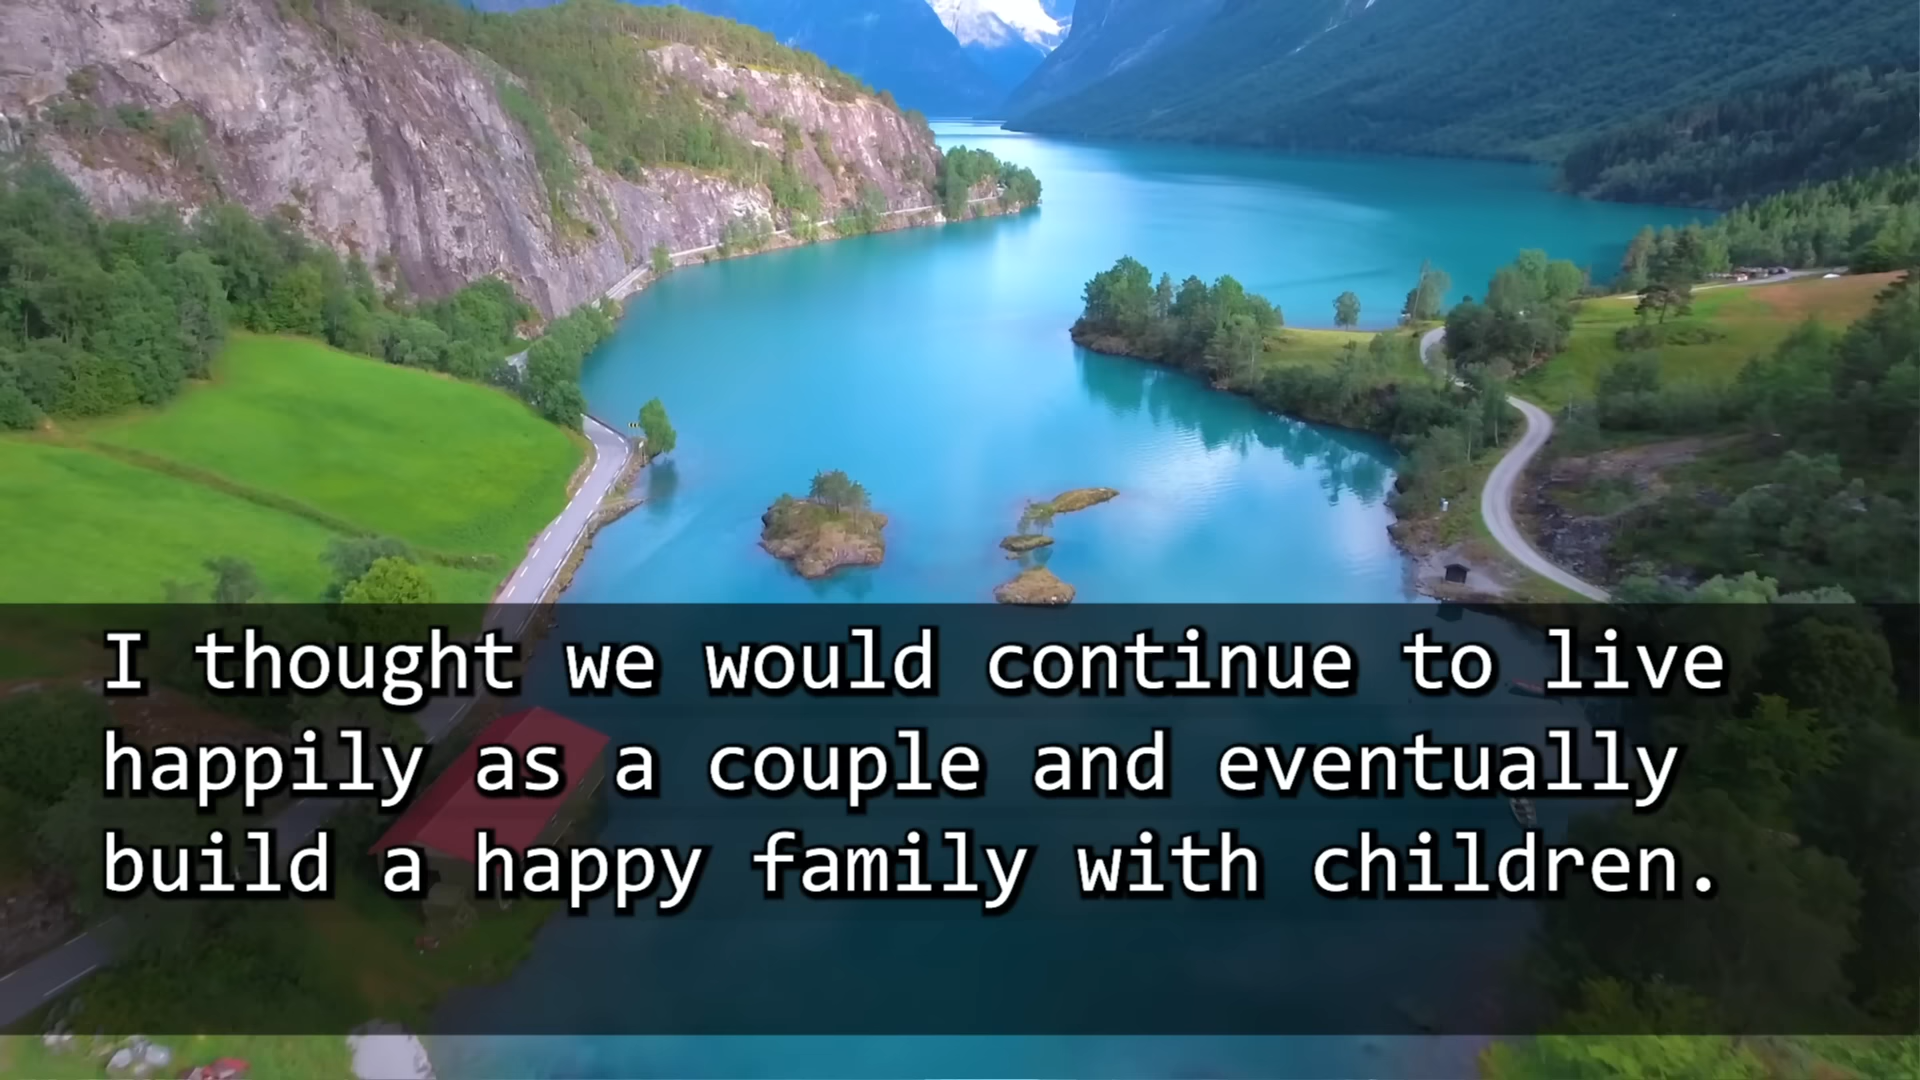 I thought we would continue to live
happily as a couple and eventually
build a happy family with children.